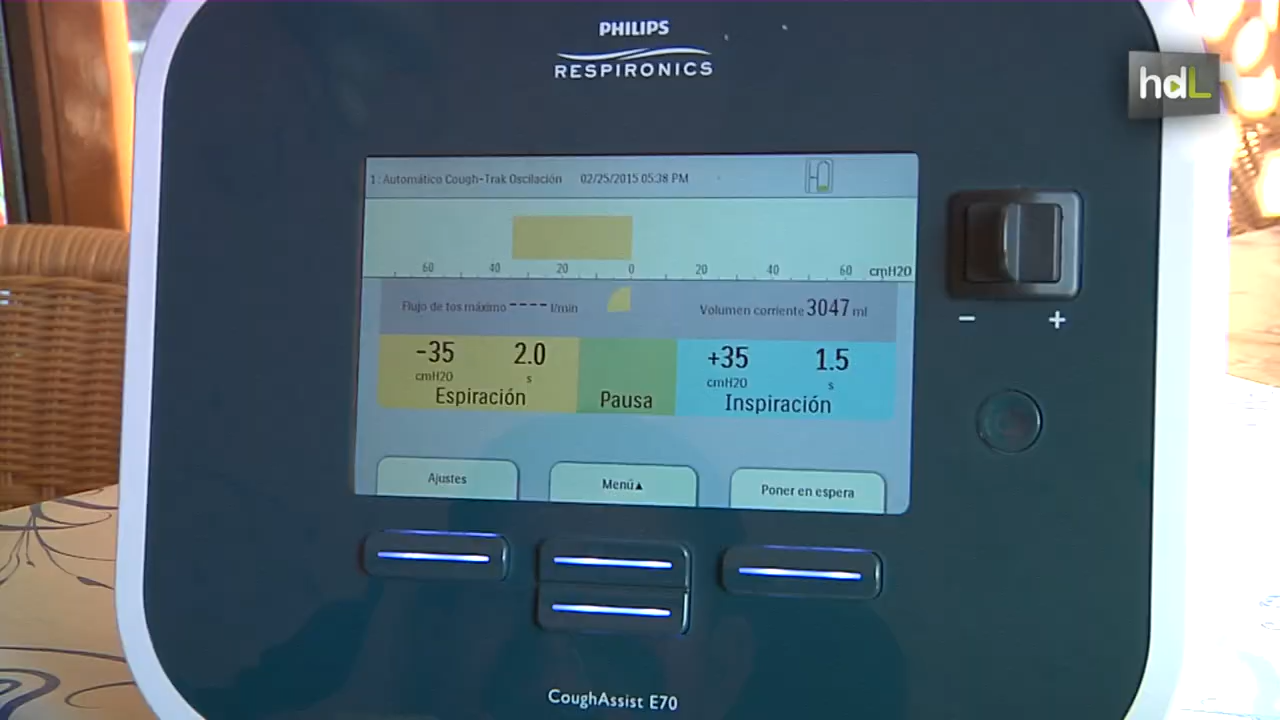 PHILIPS
RESPIRONICS
hdL
1: Automático Cough-Trak Oscilación 02/25/2015 05:38 PM
60 40 20 0 20 40 60 cmH2O
Flujo de tos máximo ---- l/min Volumen corriente 3047 ml
-35 2.0 +35 1.5
cmH2O s cmH2O s
Espiración Pausa Inspiración
Ajustes Menú▲ Poner en espera
- +
CoughAssist E70